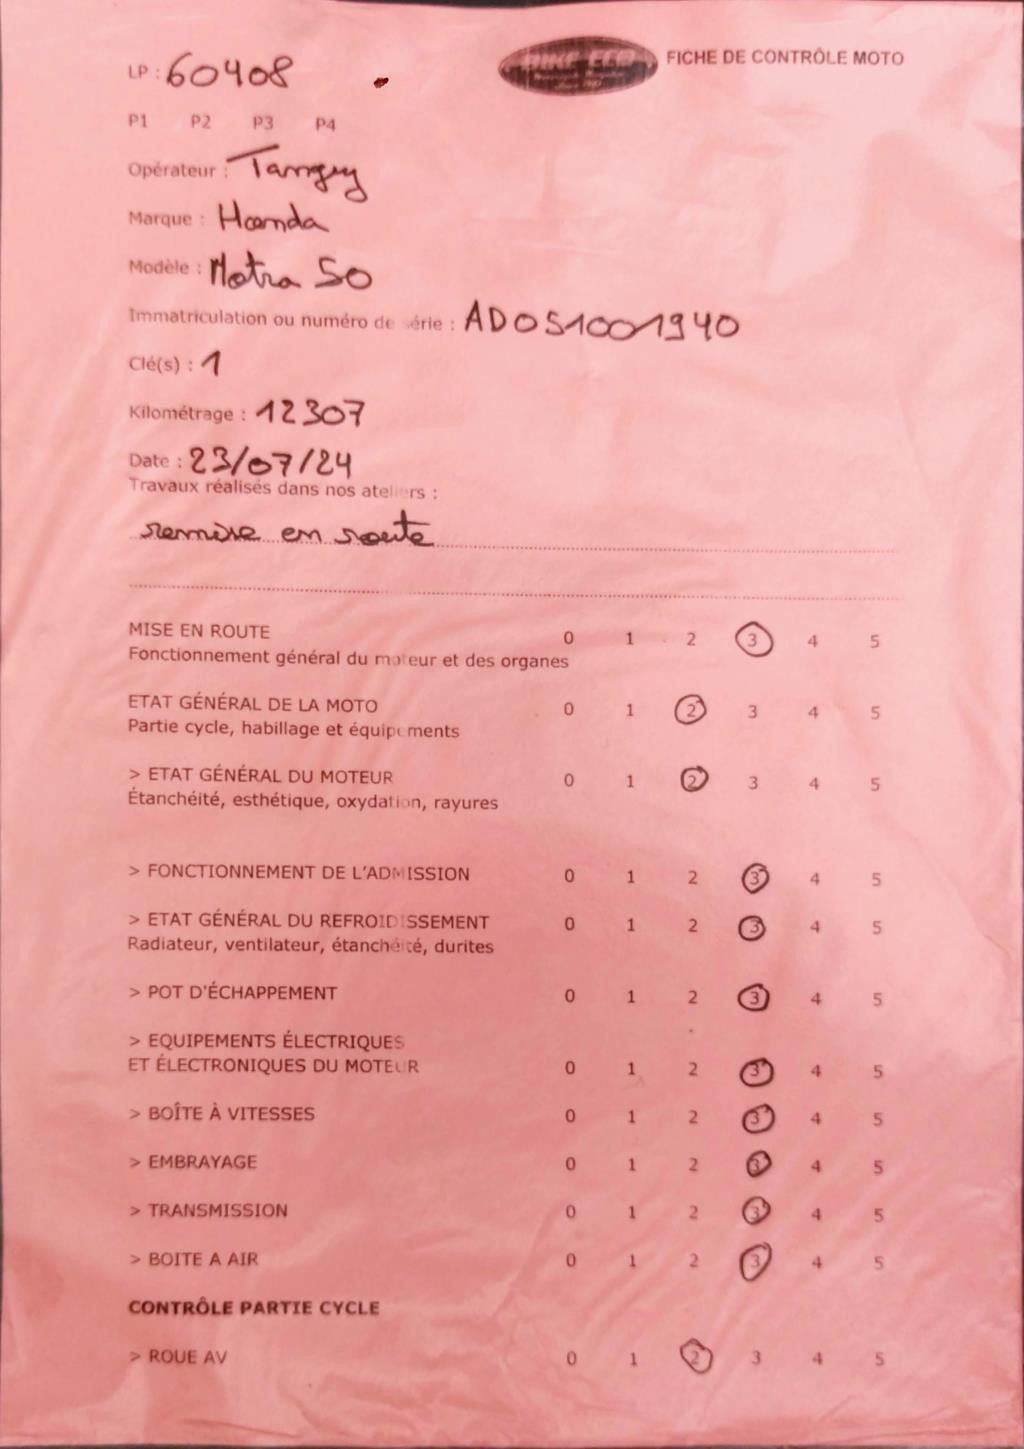 LP : 60408
FICHE DE CONTRÔLE MOTO
P1 P2 P3 P4
Opérateur : Tanguy
Marque : Honda
Modèle : Motra 50
Immatriculation ou numéro de série : AD051001940
Clé(s) : 1
Kilométrage : 12307
Date : 23/07/24
Travaux réalisés dans nos ateliers :
remise en route
MISE EN ROUTE 0 1 2 3 4 5
Fonctionnement général du moteur et des organes
ETAT GÉNÉRAL DE LA MOTO 0 1 2 3 4 5
Partie cycle, habillage et équipements
> ETAT GÉNÉRAL DU MOTEUR 0 1 2 3 4 5
Étanchéité, esthétique, oxydation, rayures
> FONCTIONNEMENT DE L'ADMISSION 0 1 2 3 4 5
> ETAT GÉNÉRAL DU REFROIDISSEMENT 0 1 2 3 4 5
Radiateur, ventilateur, étanchéité, durites
> POT D'ÉCHAPPEMENT 0 1 2 3 4 5
> EQUIPEMENTS ÉLECTRIQUES
ET ÉLECTRONIQUES DU MOTEUR 0 1 2 3 4 5
> BOÎTE À VITESSES 0 1 2 3 4 5
> EMBRAYAGE 0 1 2 3 4 5
> TRANSMISSION 0 1 2 3 4 5
> BOITE A AIR 0 1 2 3 4 5
CONTRÔLE PARTIE CYCLE
> ROUE AV 0 1 2 3 4 5